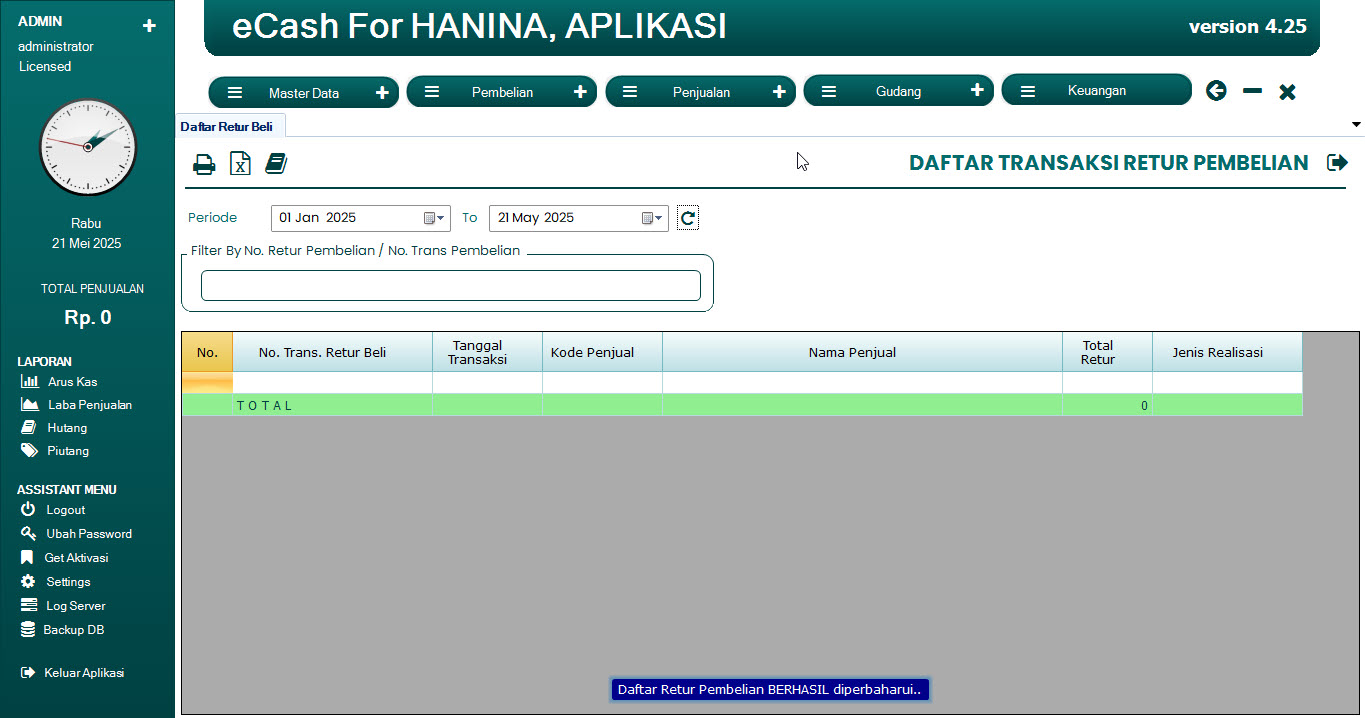 ADMIN
administrator
Licensed
Rabu
21 Mei 2025
TOTAL PENJUALAN
Rp. 0
LAPORAN
Arus Kas
Laba Penjualan
Hutang
Piutang
ASSISTANT MENU
Logout
Ubah Password
Get Aktivasi
Settings
Log Server
Backup DB
Keluar Aplikasi
eCash For HANINA, APLIKASI
version 4.25
Master Data
Pembelian
Penjualan
Gudang
Keuangan
Daftar Retur Beli
DAFTAR TRANSAKSI RETUR PEMBELIAN
Periode 01 Jan 2025 To 21 May 2025
Filter By No. Retur Pembelian / No. Trans Pembelian
No. No. Trans. Retur Beli Tanggal Transaksi Kode Penjual Nama Penjual Total Retur Jenis Realisasi
T O T A L 0
Daftar Retur Pembelian BERHASIL diperbaharui..